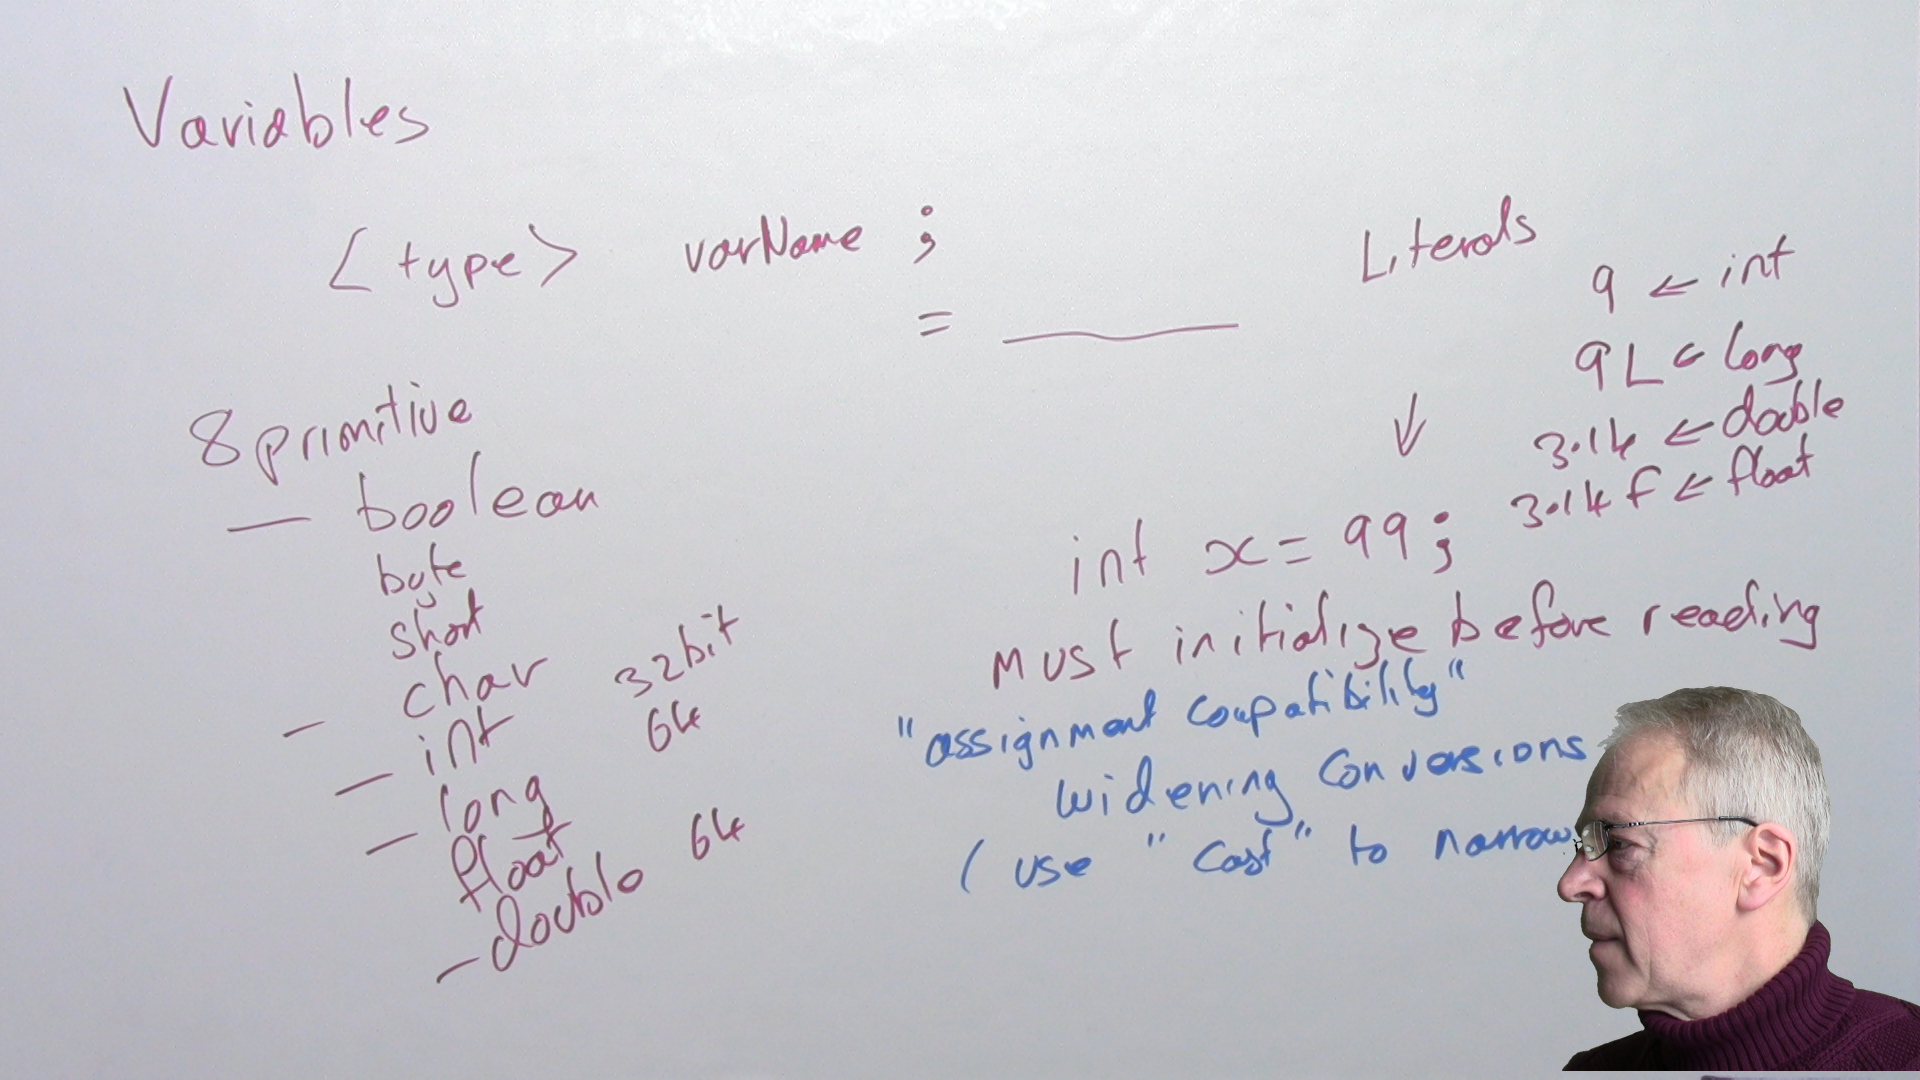 Variables
<type> varName ;
= ______
8 primitive
— boolean
byte
short
– char
– int 32bit
– long 64
float
– double 64
Literals
9 ← int
9L ← long
3.14 ← double
3.14f ← float
↓
int x = 99;
Must initialize before reading
"assignment compatibility"
widening conversions
( use "cast" to narrow